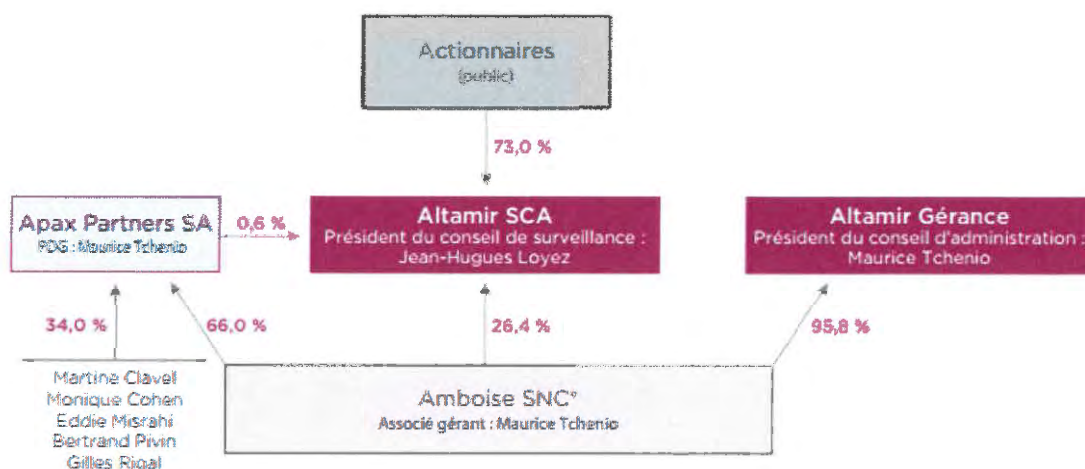 Actionnaires
(public)
73,0 %
Apax Partners SA
PDG : Maurice Tchenio
0,6 %
Altamir SCA
Président du conseil de surveillance :
Jean-Hugues Loyez
Altamir Gérance
Président du conseil d'administration :
Maurice Tchenio
34,0 %
66,0 %
26,4 %
95,8 %
Martine Clavel
Monique Cohen
Eddie Misrahi
Bertrand Pivin
Gilles Rigal
Amboise SNC*
Associé gérant : Maurice Tchenio